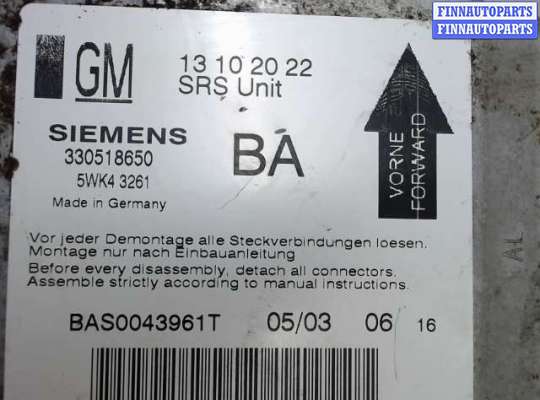 FINNAUTOPARTS
FINNAUTOPARTS
GM
13 10 20 22
SRS Unit
SIEMENS
330518650
5WK4 3261
Made in Germany
BA
VORNE
FORWARD
AL
Vor jeder Demontage alle Steckverbindungen loesen.
Montage nur nach Einbauanleitung
Before every disassembly, detach all connectors.
Assemble strictly according to manual instructions.
BAS0043961T 05/03 06 16